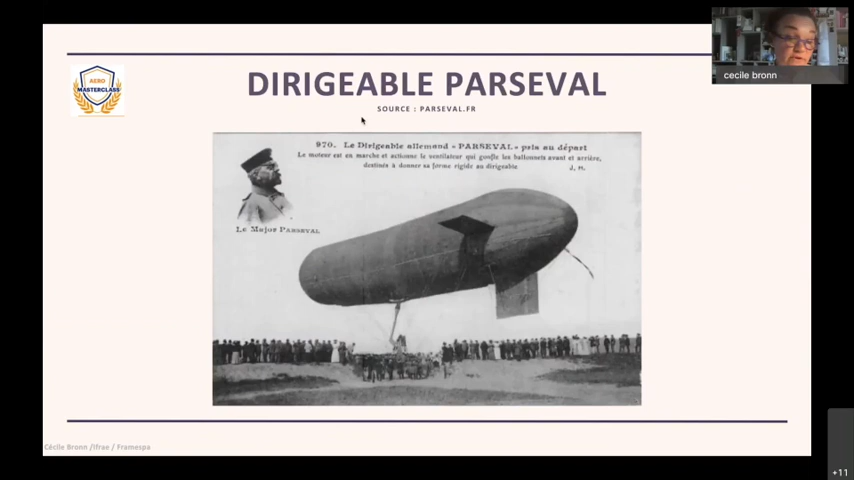 AERO
MASTERCLASS
DIRIGEABLE PARSEVAL
SOURCE : PARSEVAL.FR
970. Le Dirigeable allemand « PARSEVAL » pris au départ
Le moteur est en marche et actionne le ventilateur qui gonfle les ballonnets avant et arrière,
destinés à donner sa forme rigide au dirigeable
J. H.
Le Major PARSEVAL
Cécile Bronn /Ifrae / Framespa
cecile bronn
+11